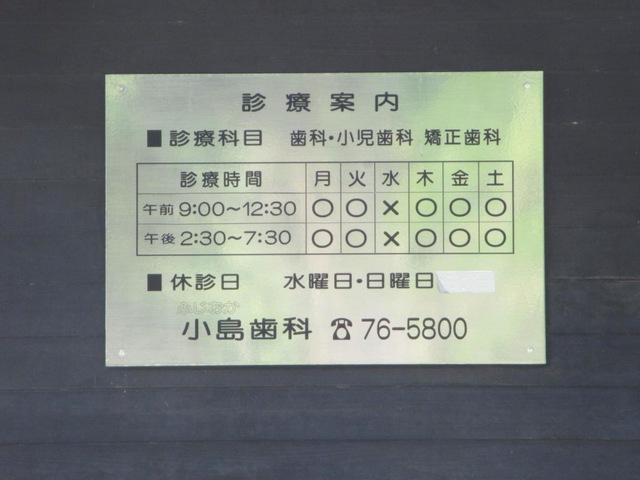 診療案内
■診療科目 歯科・小児歯科 矯正歯科
診療時間 月 火 水 木 金 土
午前 9:00〜12:30 ○ ○ × ○ ○ ○
午後 2:30〜7:30 ○ ○ × ○ ○ ○
■休診日 水曜日・日曜日
小島歯科 ☎76-5800